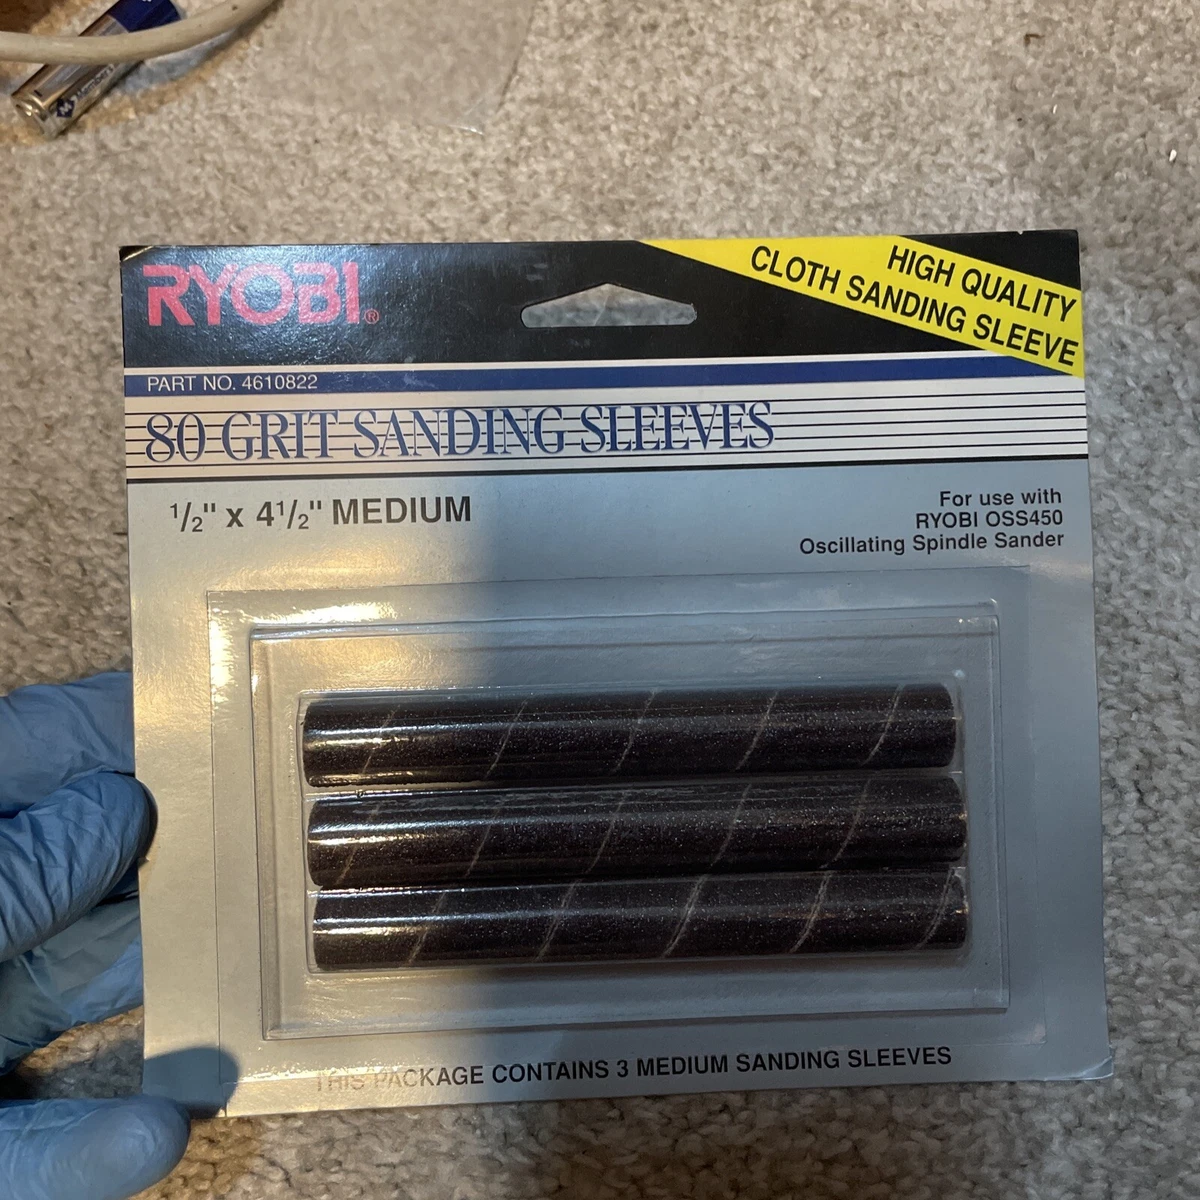 RYOBI®
HIGH QUALITY
CLOTH SANDING SLEEVE
PART NO. 4610822
80 GRIT SANDING SLEEVES
1/2" x 4 1/2" MEDIUM
For use with
RYOBI OSS450
Oscillating Spindle Sander
THIS PACKAGE CONTAINS 3 MEDIUM SANDING SLEEVES